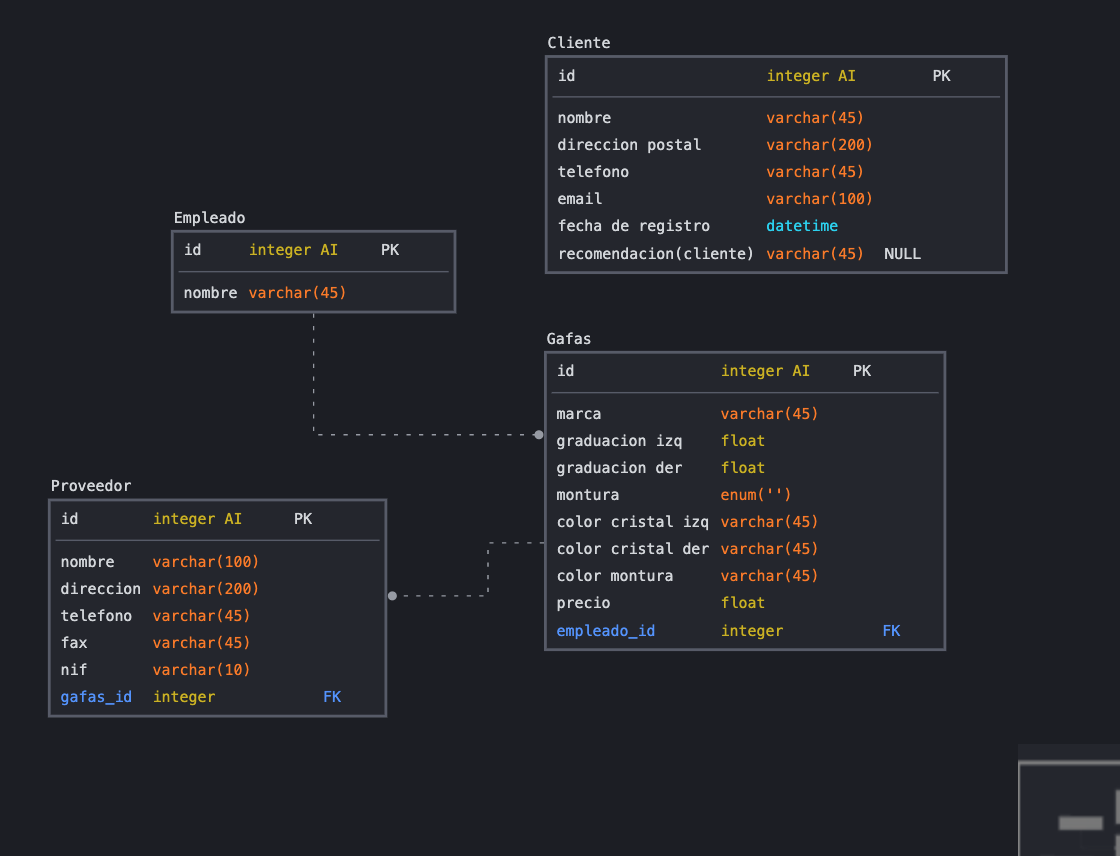 Cliente
id integer AI PK
nombre varchar(45)
direccion postal varchar(200)
telefono varchar(45)
email varchar(100)
fecha de registro datetime
recomendacion(cliente) varchar(45) NULL
Empleado
id integer AI PK
nombre varchar(45)
Gafas
id integer AI PK
marca varchar(45)
graduacion izq float
graduacion der float
montura enum('')
color cristal izq varchar(45)
color cristal der varchar(45)
color montura varchar(45)
precio float
empleado_id integer FK
Proveedor
id integer AI PK
nombre varchar(100)
direccion varchar(200)
telefono varchar(45)
fax varchar(45)
nif varchar(10)
gafas_id integer FK